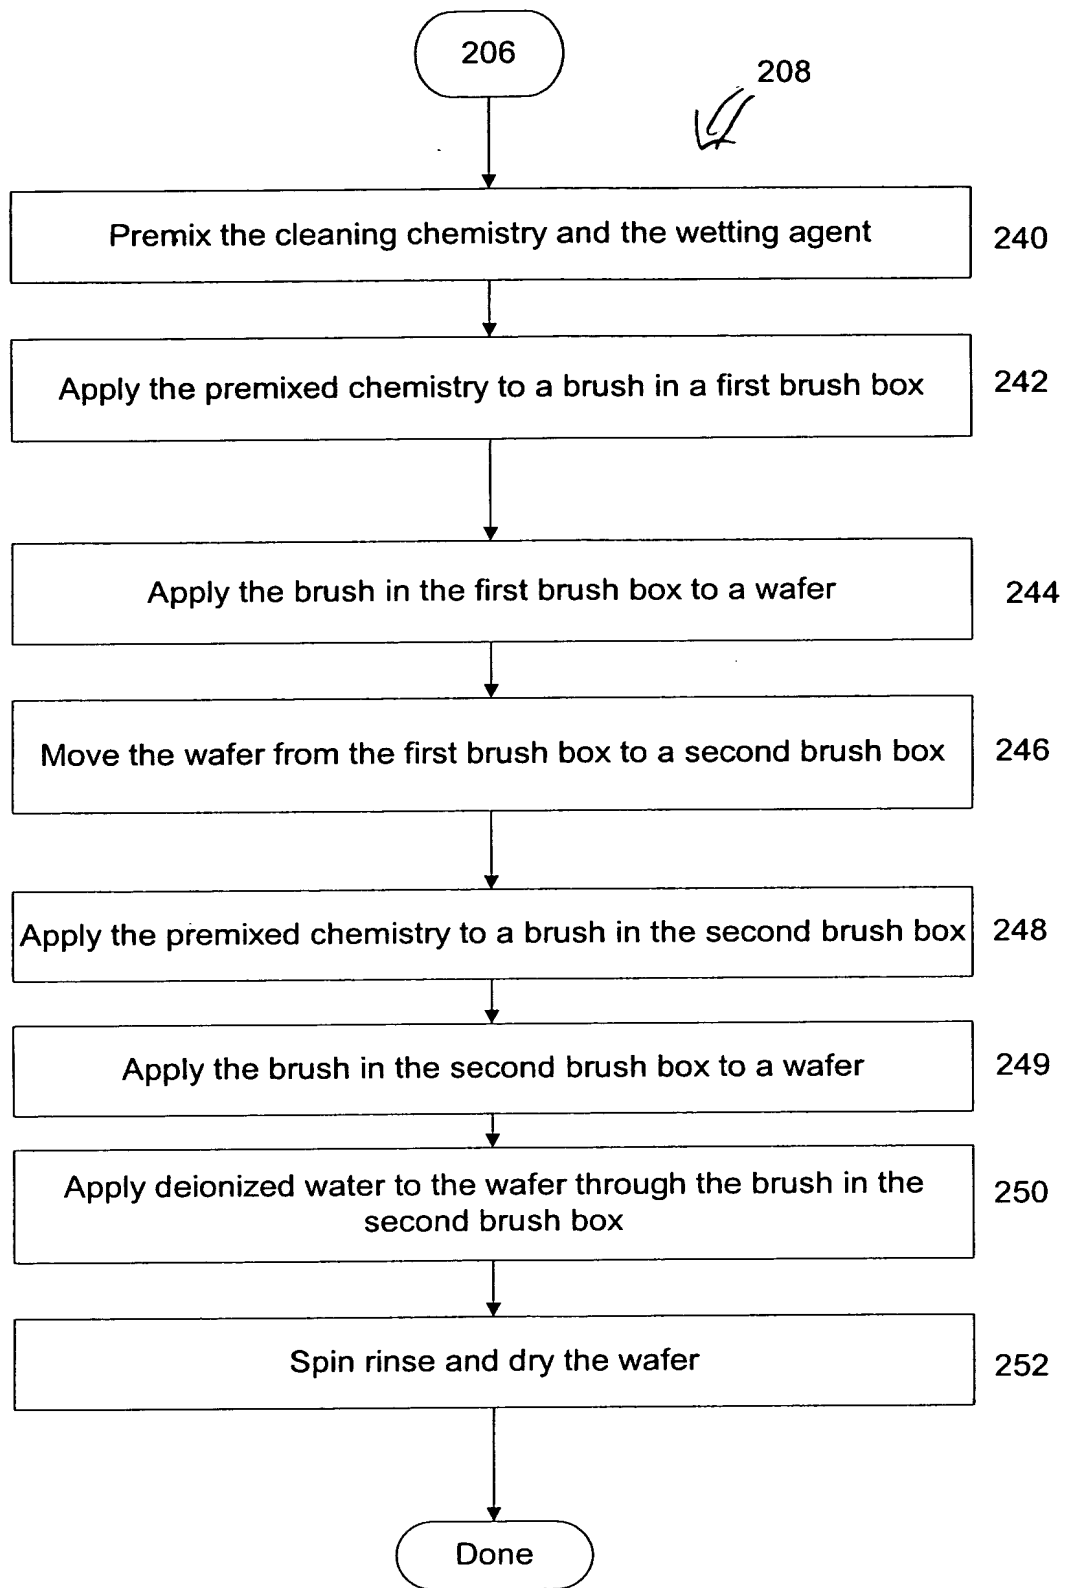 206
208
Premix the cleaning chemistry and the wetting agent
240
Apply the premixed chemistry to a brush in a first brush box
242
Apply the brush in the first brush box to a wafer
244
Move the wafer from the first brush box to a second brush box
246
Apply the premixed chemistry to a brush in the second brush box
248
Apply the brush in the second brush box to a wafer
249
Apply deionized water to the wafer through the brush in the
second brush box
250
Spin rinse and dry the wafer
252
Done